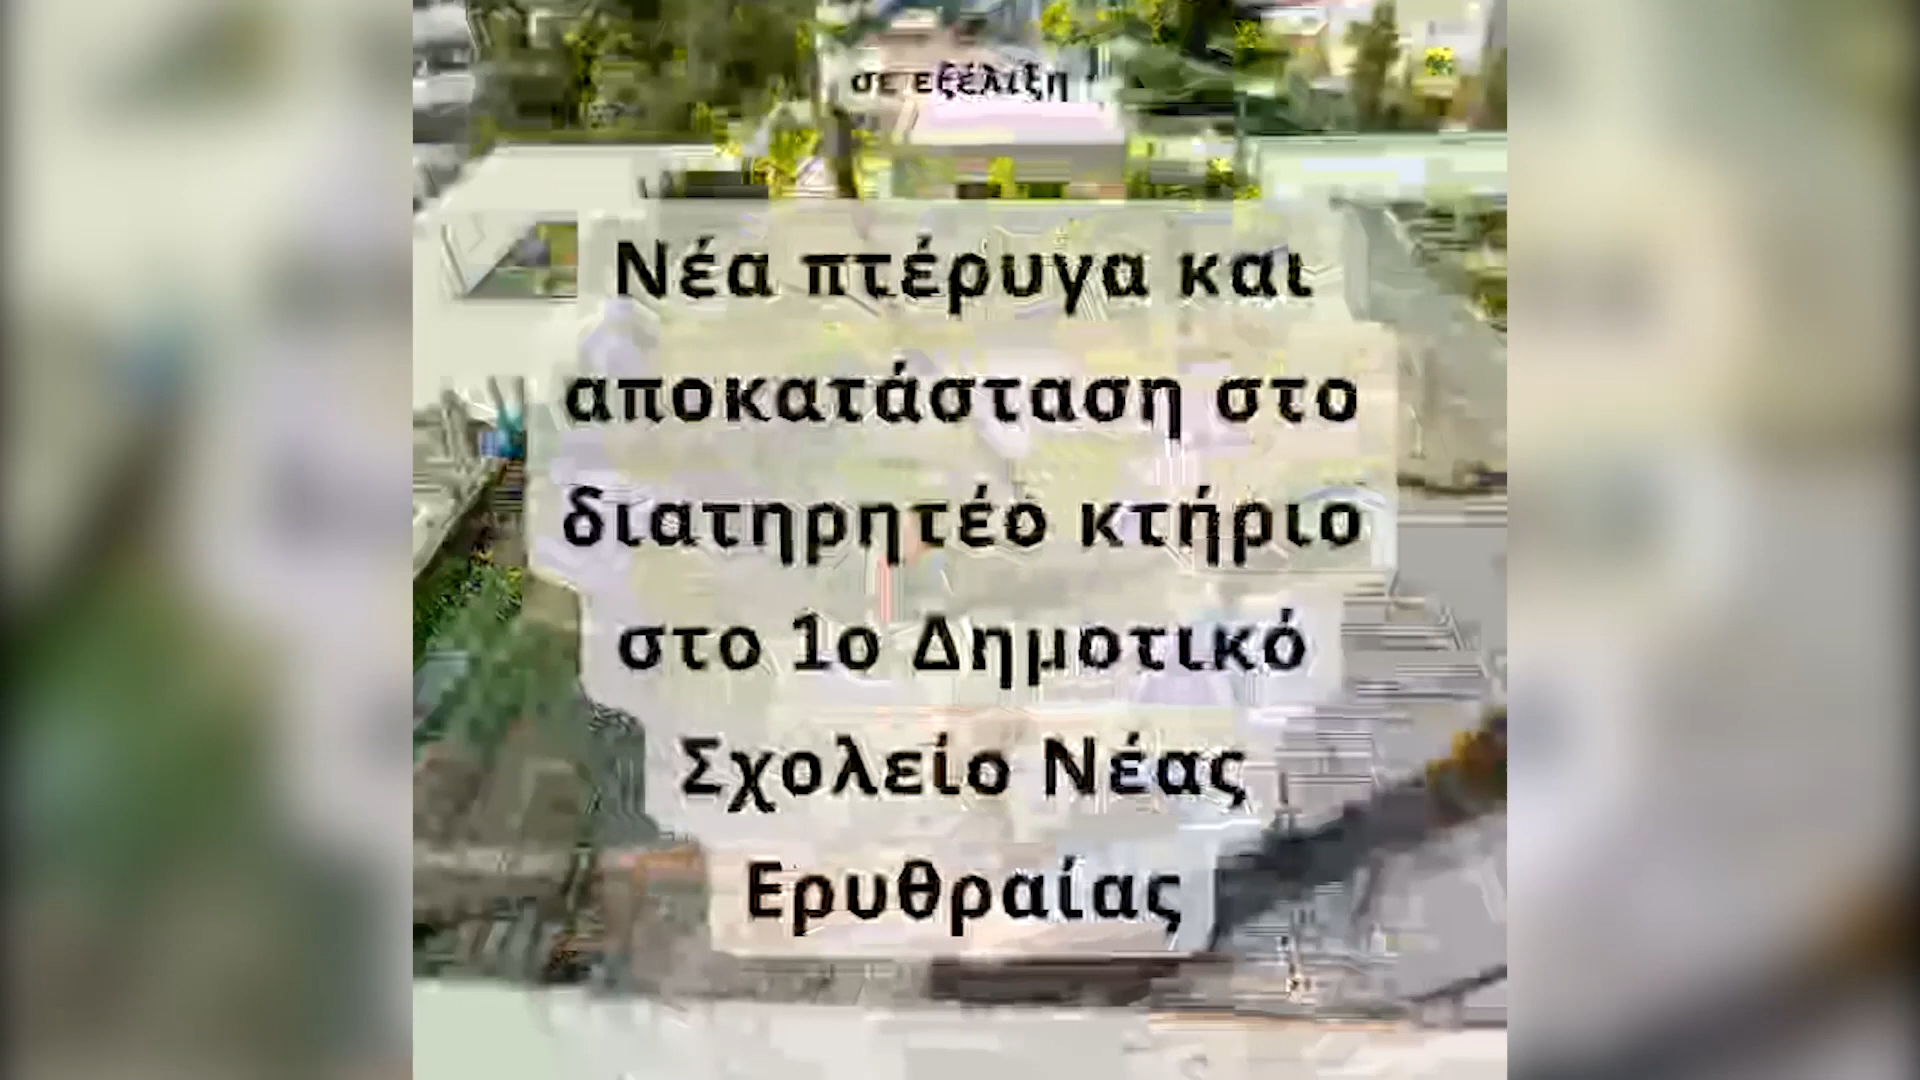 σε εξέλιξη
Νέα πτέρυγα και
αποκατάσταση στο
διατηρητέο κτήριο
στο 1ο Δημοτικό
Σχολείο Νέας
Ερυθραίας